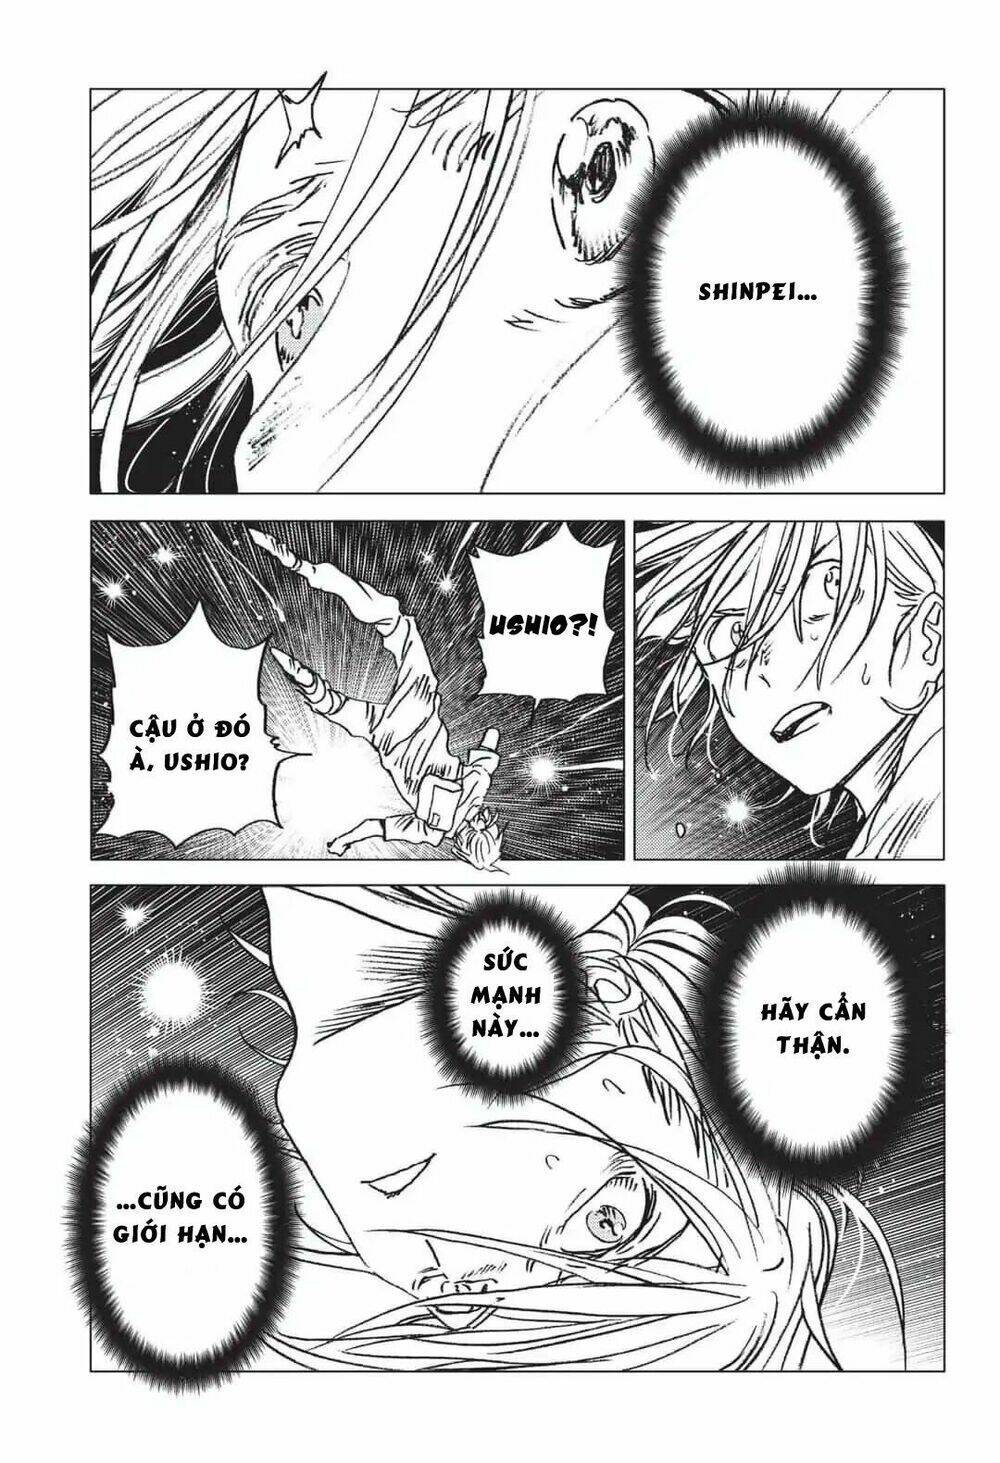 SHINPEI...
USHIO?!
CẬU Ở ĐÓ
À, USHIO?
HÃY CẨN
THẬN.
SỨC
MẠNH
NÀY...
...CŨNG CÓ
GIỚI HẠN...